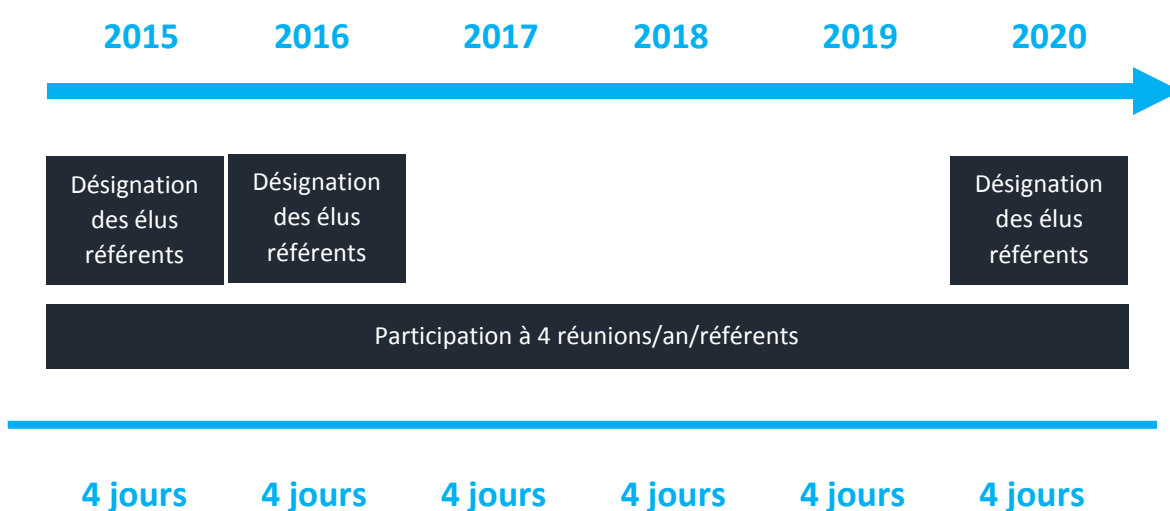 2015 2016 2017 2018 2019 2020
Désignation
des élus
référents
Désignation
des élus
référents
Désignation
des élus
référents
Participation à 4 réunions/an/référents
4 jours 4 jours 4 jours 4 jours 4 jours 4 jours